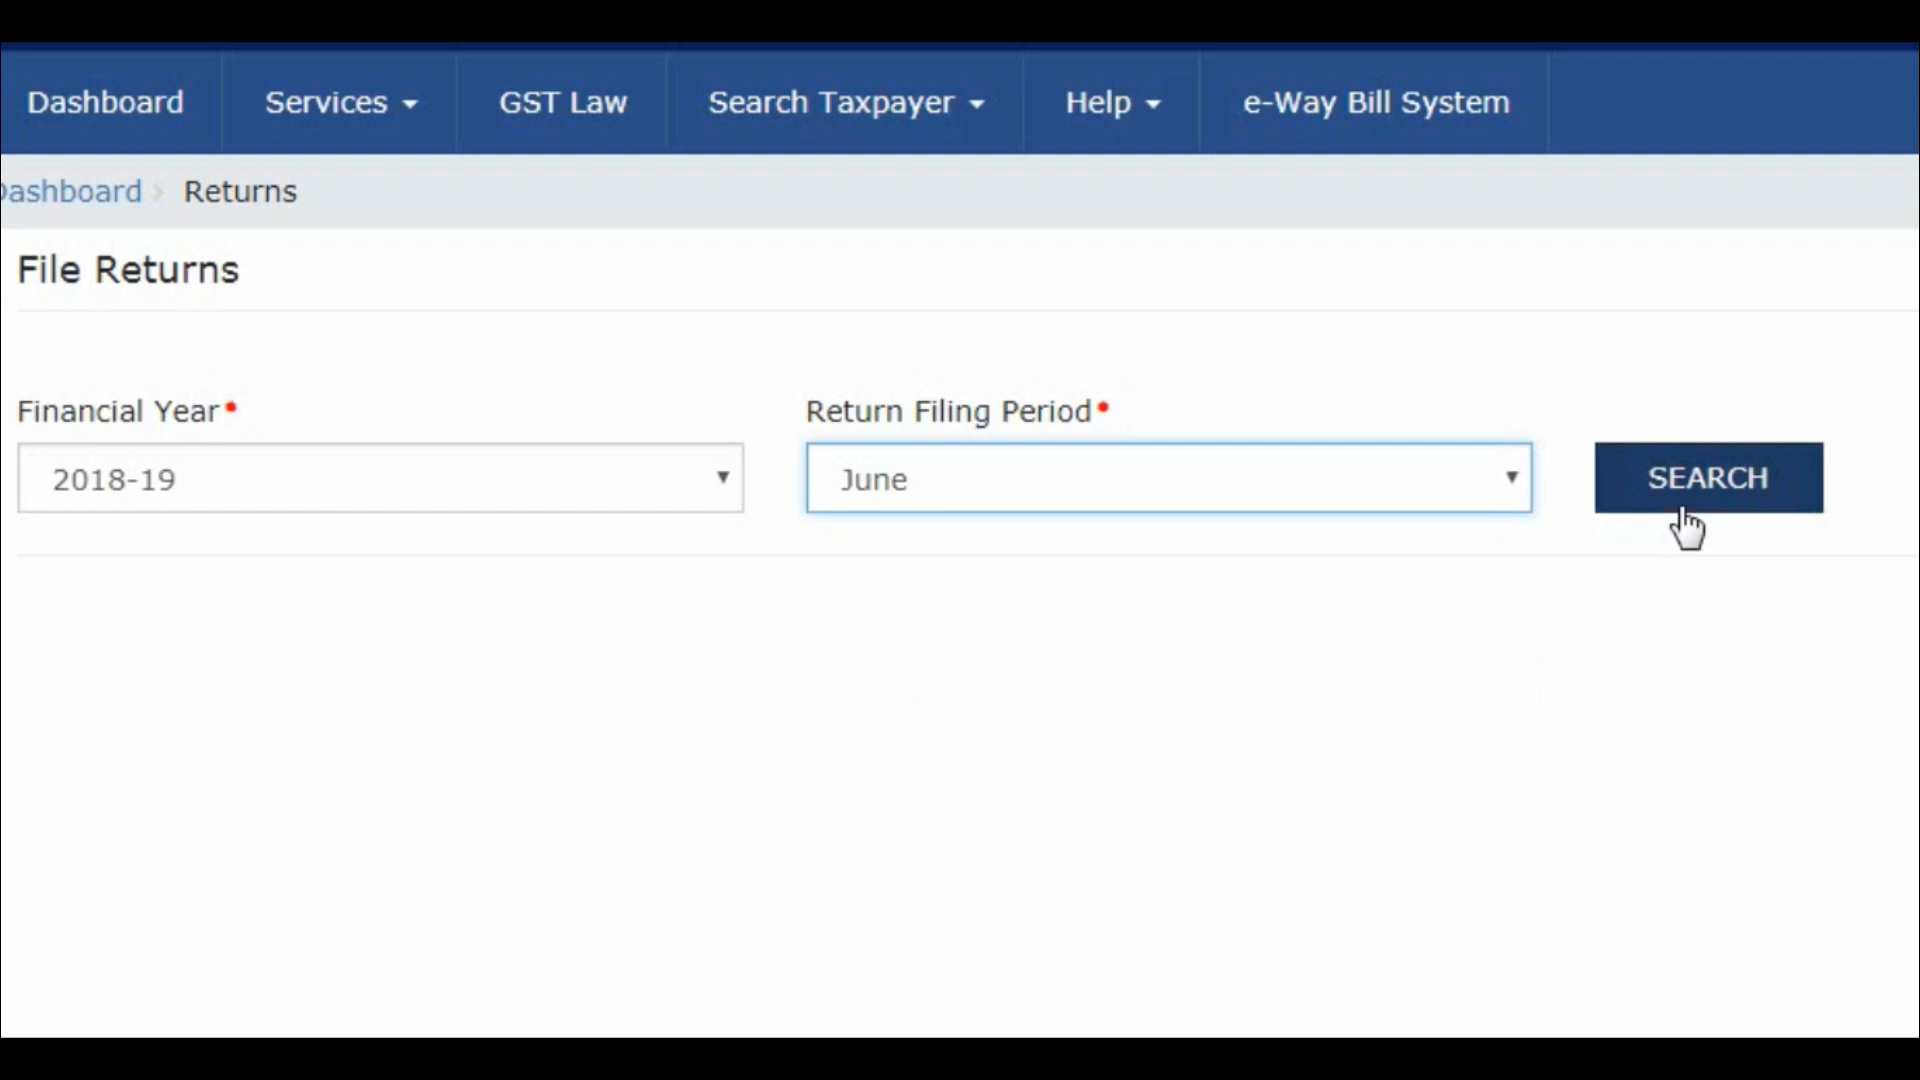 Dashboard Services GST Law Search Taxpayer Help e-Way Bill System
Dashboard Returns
File Returns
Financial Year Return Filing Period
2018-19 June SEARCH